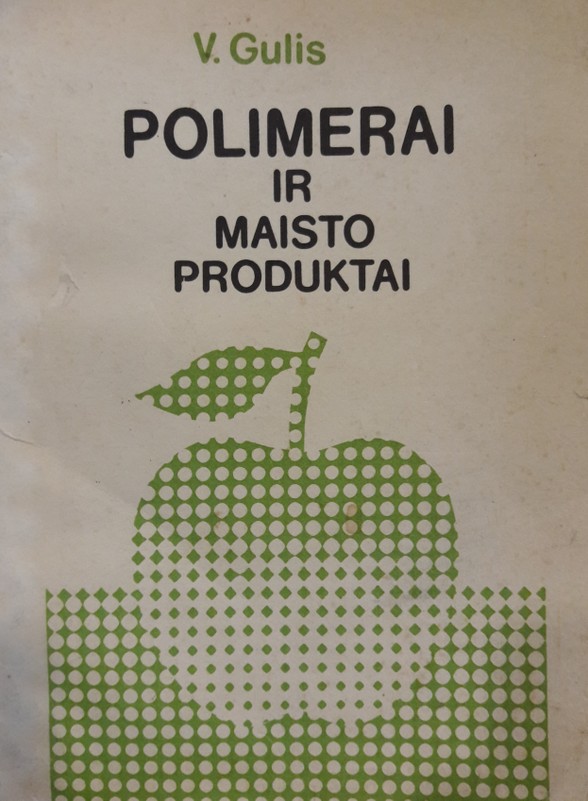 V. Gulis
POLIMERAI
IR
MAISTO
PRODUKTAI